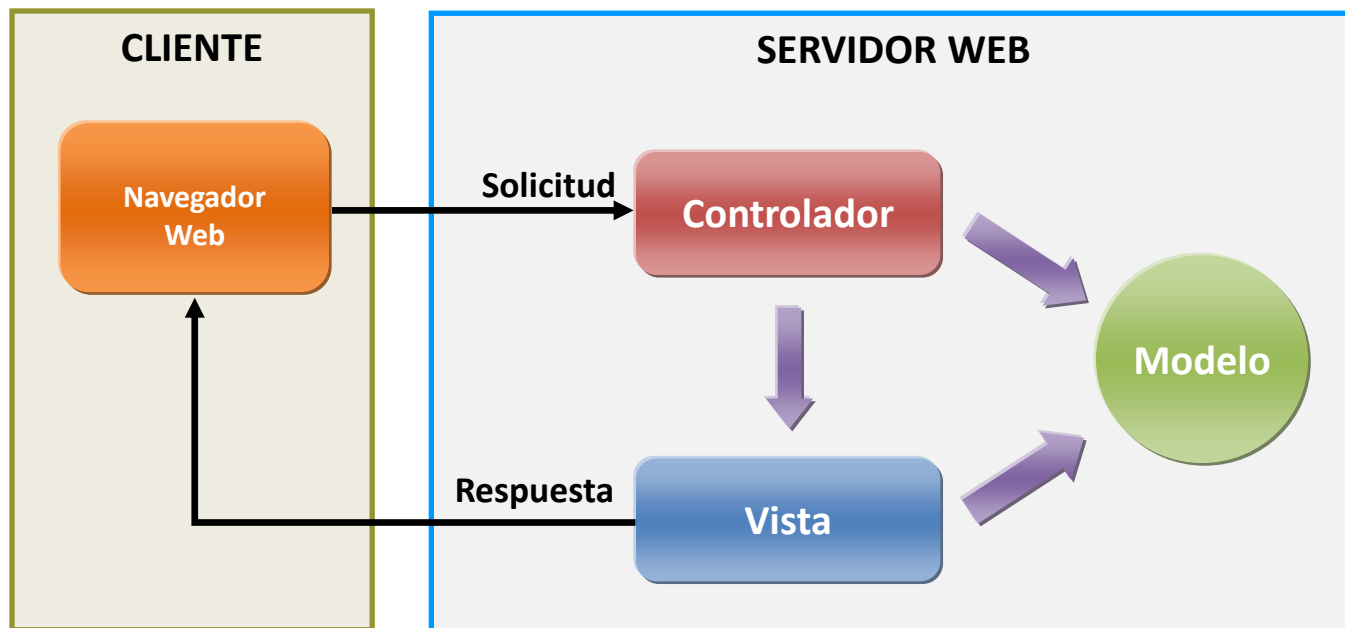 CLIENTE
SERVIDOR WEB
Navegador
Web
Solicitud
Controlador
Modelo
Respuesta
Vista